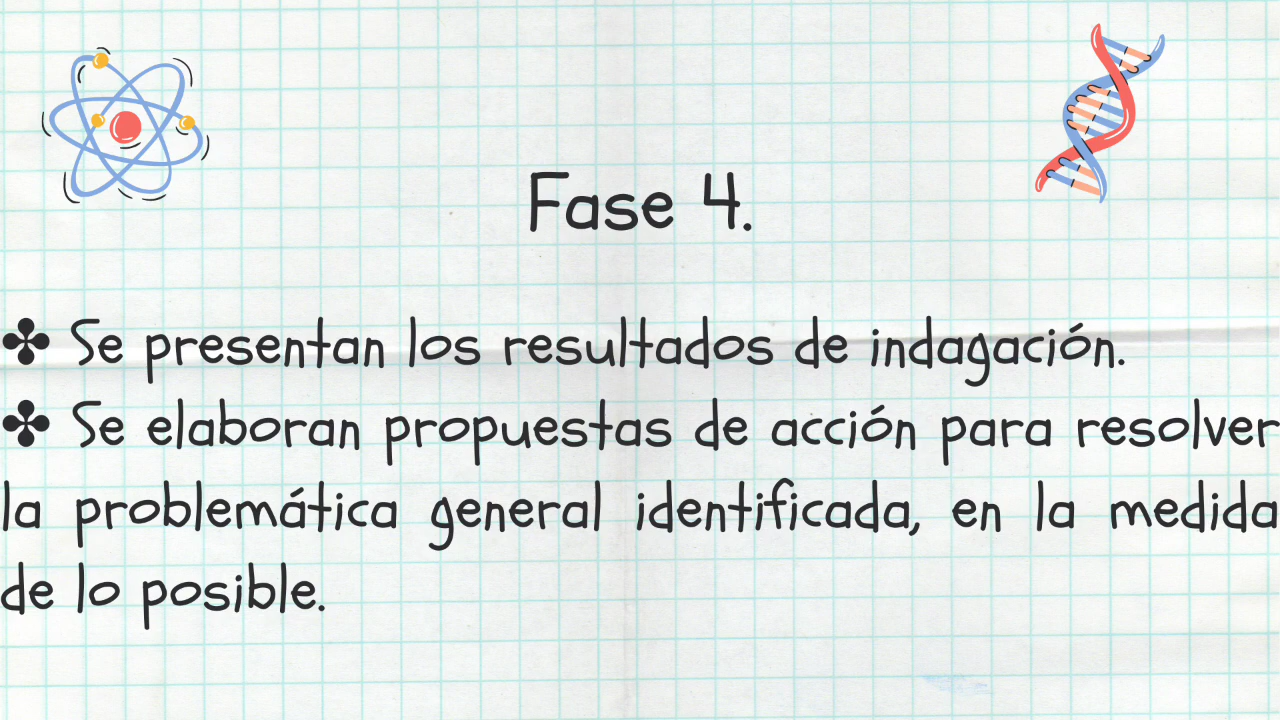 Fase 4.
✤ Se presentan los resultados de indagación.
✤ Se elaboran propuestas de acción para resolver
la problemática general identificada, en la medida
de lo posible.